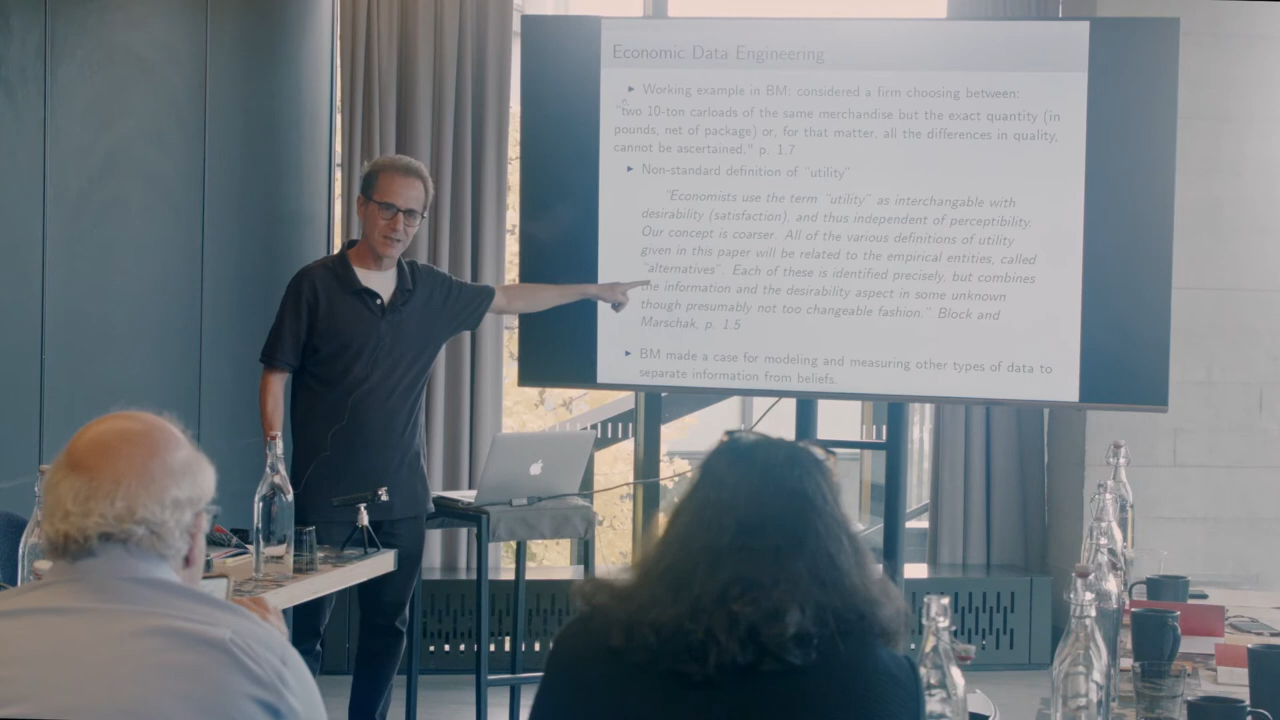 Economic Data Engineering
► Working example in BM: considered a firm choosing between:
"two 10-ton carloads of the same merchandise but the exact quantity (in
pounds, net of package) or, for that matter, all the differences in quality,
cannot be ascertained." p. 1.7
► Non-standard definition of "utility"
"Economists use the term "utility" as interchangable with
desirability (satisfaction), and thus independent of perceptibility.
Our concept is coarser. All of the various definitions of utility
given in this paper will be related to the empirical entities, called
"alternatives". Each of these is identified precisely, but combines
the information and the desirability aspect in some unknown
though presumably not too changeable fashion." Block and
Marschak, p. 1.5
► BM made a case for modeling and measuring other types of data to
separate information from beliefs.